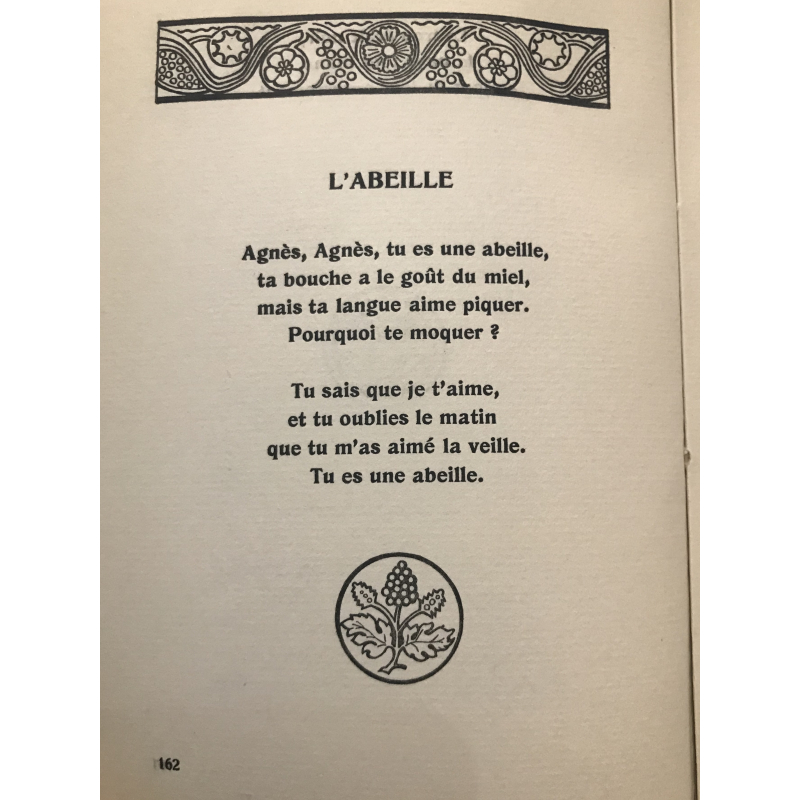 L'ABEILLE
Agnès, Agnès, tu es une abeille,
ta bouche a le goût du miel,
mais ta langue aime piquer.
Pourquoi te moquer ?
Tu sais que je t'aime,
et tu oublies le matin
que tu m'as aimé la veille.
Tu es une abeille.
162